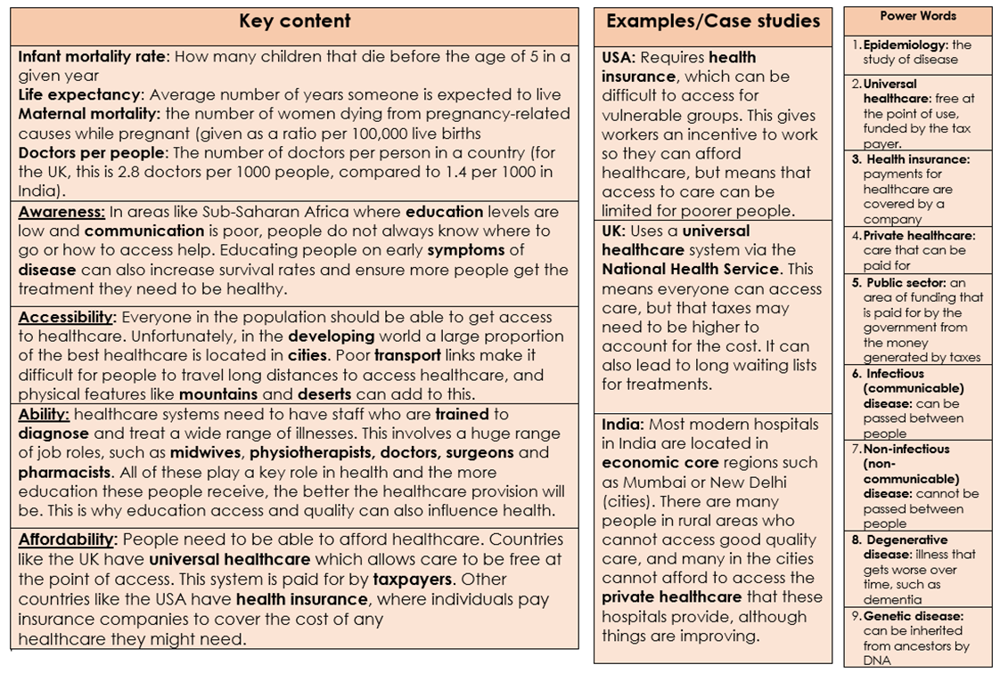 Key content
Infant mortality rate: How many children that die before the age of 5 in a
given year
Life expectancy: Average number of years someone is expected to live
Maternal mortality: the number of women dying from pregnancy-related
causes while pregnant (given as a ratio per 100,000 live births
Doctors per people: The number of doctors per person in a country (for
the UK, this is 2.8 doctors per 1000 people, compared to 1.4 per 1000 in
India).
Awareness: In areas like Sub-Saharan Africa where education levels are
low and communication is poor, people do not always know where to
go or how to access help. Educating people on early symptoms of
disease can also increase survival rates and ensure more people get the
treatment they need to be healthy.
Accessibility: Everyone in the population should be able to get access
to healthcare. Unfortunately, in the developing world a large proportion
of the best healthcare is located in cities. Poor transport links make it
difficult for people to travel long distances to access healthcare, and
physical features like mountains and deserts can add to this.
Ability: healthcare systems need to have staff who are trained to
diagnose and treat a wide range of illnesses. This involves a huge range
of job roles, such as midwives, physiotherapists, doctors, surgeons and
pharmacists. All of these play a key role in health and the more
education these people receive, the better the healthcare provision will
be. This is why education access and quality can also influence health.
Affordability: People need to be able to afford healthcare. Countries
like the UK have universal healthcare which allows care to be free at
the point of access. This system is paid for by taxpayers. Other
countries like the USA have health insurance, where individuals pay
insurance companies to cover the cost of any
healthcare they might need.
Examples/Case studies
USA: Requires health
insurance, which can be
difficult to access for
vulnerable groups. This gives
workers an incentive to work
so they can afford
healthcare, but means that
access to care can be
limited for poorer people.
UK: Uses a universal
healthcare system via the
National Health Service. This
means everyone can access
care, but that taxes may
need to be higher to
account for the cost. It can
also lead to long waiting lists
for treatments.
India: Most modern hospitals
in India are located in
economic core regions such
as Mumbai or New Delhi
(cities). There are many
people in rural areas who
cannot access good quality
care, and many in the cities
cannot afford to access the
private healthcare that these
hospitals provide, although
things are improving.
Power Words
1. Epidemiology: the
study of disease
2. Universal
healthcare: free at
the point of use,
funded by the tax
payer.
3. Health insurance:
payments for
healthcare are
covered by a
company
4. Private healthcare:
care that can be
paid for
5. Public sector: an
area of funding that
is paid for by the
government from
the money
generated by taxes
6. Infectious
(communicable)
disease: can be
passed between
people
7. Non-infectious
(non-
communicable)
disease: cannot be
passed between
people
8. Degenerative
disease: illness that
gets worse over
time, such as
dementia
9. Genetic disease:
can be inherited
from ancestors by
DNA